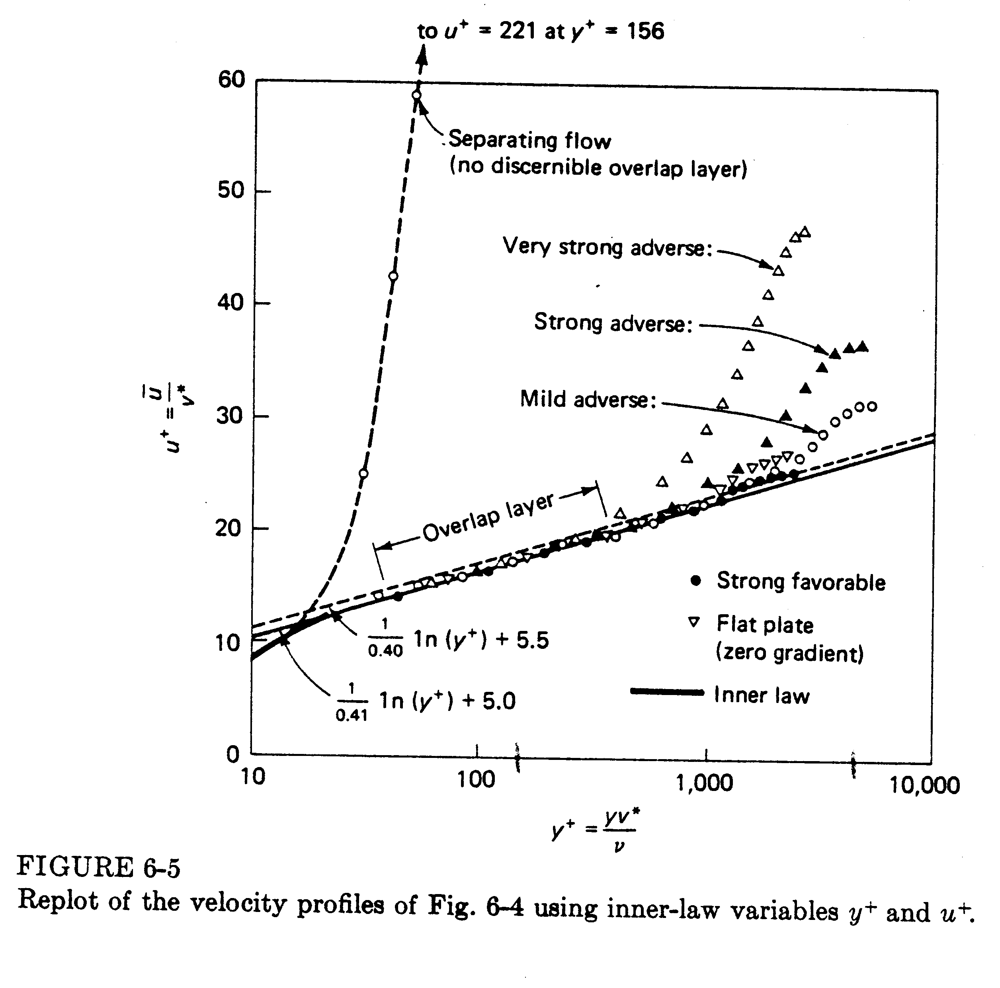 to u⁺ = 221 at y⁺ = 156
60
Separating flow
(no discernible overlap layer)
50
Very strong adverse:
40
Strong adverse:
Mild adverse:
30
u⁺ = u̅ / v*
Overlap layer
20
Strong favorable
Flat plate
(zero gradient)
Inner law
1/0.40 ln (y⁺) + 5.5
10
1/0.41 ln (y⁺) + 5.0
0
10 100 1,000 10,000
y⁺ = yv* / ν
FIGURE 6-5
Replot of the velocity profiles of Fig. 6-4 using inner-law variables y⁺ and u⁺.